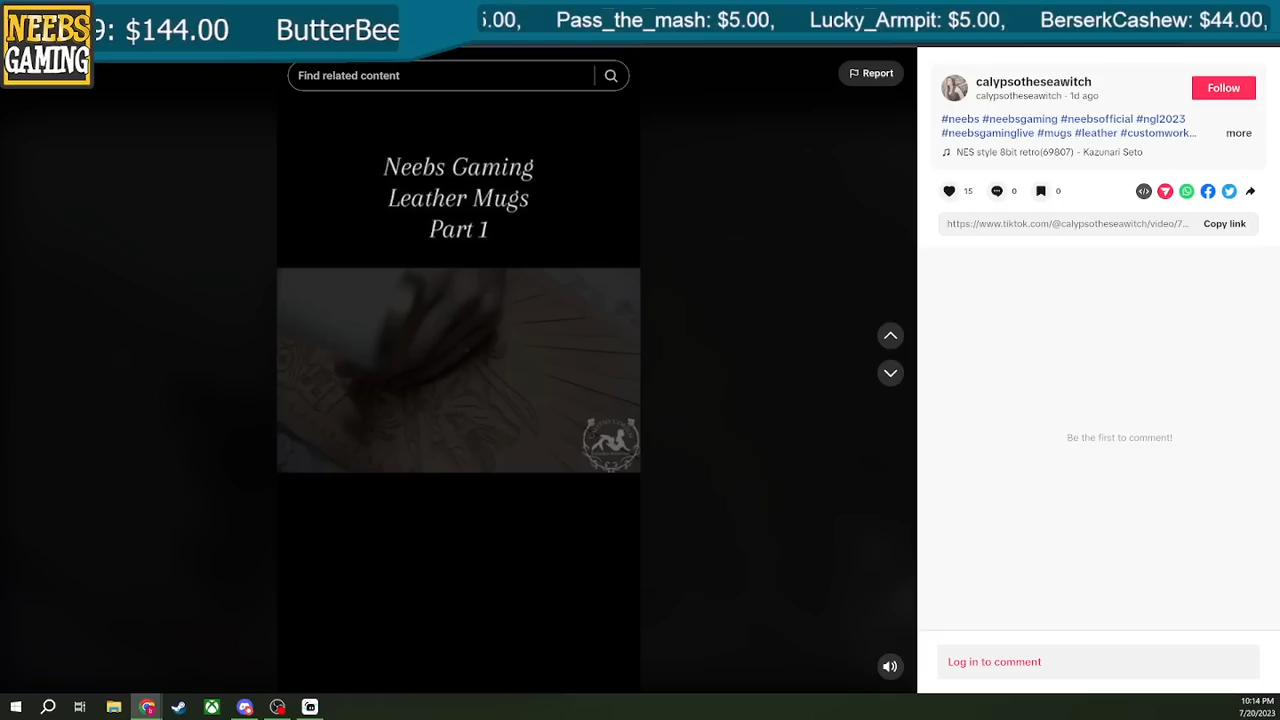 NEEBS
GAMING
9: $144.00 ButterBee
5.00, Pass_the_mash: $5.00, Lucky_Armpit: $5.00, BerserkCashew: $44.00,
Find related content
Report
Neebs Gaming
Leather Mugs
Part 1
calypsotheseawitch
calypsotheseawitch · 1d ago
Follow
#neebs #neebsgaming #neebsofficial #ngl2023
#neebsgaminglive #mugs #leather #customwork... more
NES style 8bit retro(69807) - Kazunari Seto
15 0 0
https://www.tiktok.com/@calypsotheseawitch/video/7... Copy link
Be the first to comment!
Log in to comment
10:14 PM
7/20/2023